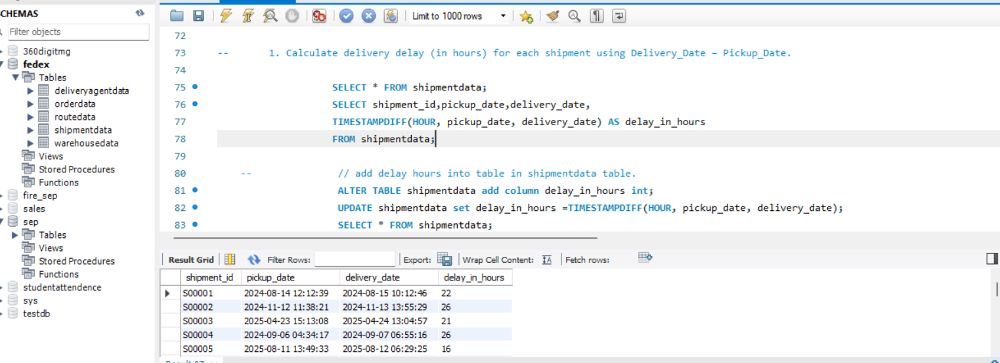 SCHEMAS
Filter objects
360digitmg
fedex
Tables
deliveryagentdata
orderdata
routedata
shipmentdata
warehousedata
Views
Stored Procedures
Functions
fire_sep
sales
sep
Tables
Views
Stored Procedures
Functions
studentattendence
sys
testdb
Limit to 1000 rows
72
73 -- 1. Calculate delivery delay (in hours) for each shipment using Delivery_Date – Pickup_Date.
74
75 SELECT * FROM shipmentdata;
76 SELECT shipment_id,pickup_date,delivery_date,
77 TIMESTAMPDIFF(HOUR, pickup_date, delivery_date) AS delay_in_hours
78 FROM shipmentdata;
79
80 -- // add delay hours into table in shipmentdata table.
81 ALTER TABLE shipmentdata add column delay_in_hours int;
82 UPDATE shipmentdata set delay_in_hours =TIMESTAMPDIFF(HOUR, pickup_date, delivery_date);
83 SELECT * FROM shipmentdata;
Result Grid Filter Rows: Export: Wrap Cell Content: Fetch rows:
shipment_id pickup_date delivery_date delay_in_hours
S00001 2024-08-14 12:12:39 2024-08-15 10:12:46 22
S00002 2024-11-12 11:38:21 2024-11-13 13:55:29 26
S00003 2025-04-23 15:13:08 2025-04-24 13:04:57 21
S00004 2024-09-06 04:34:17 2024-09-07 06:55:16 26
S00005 2025-08-11 13:49:33 2025-08-12 06:29:25 16